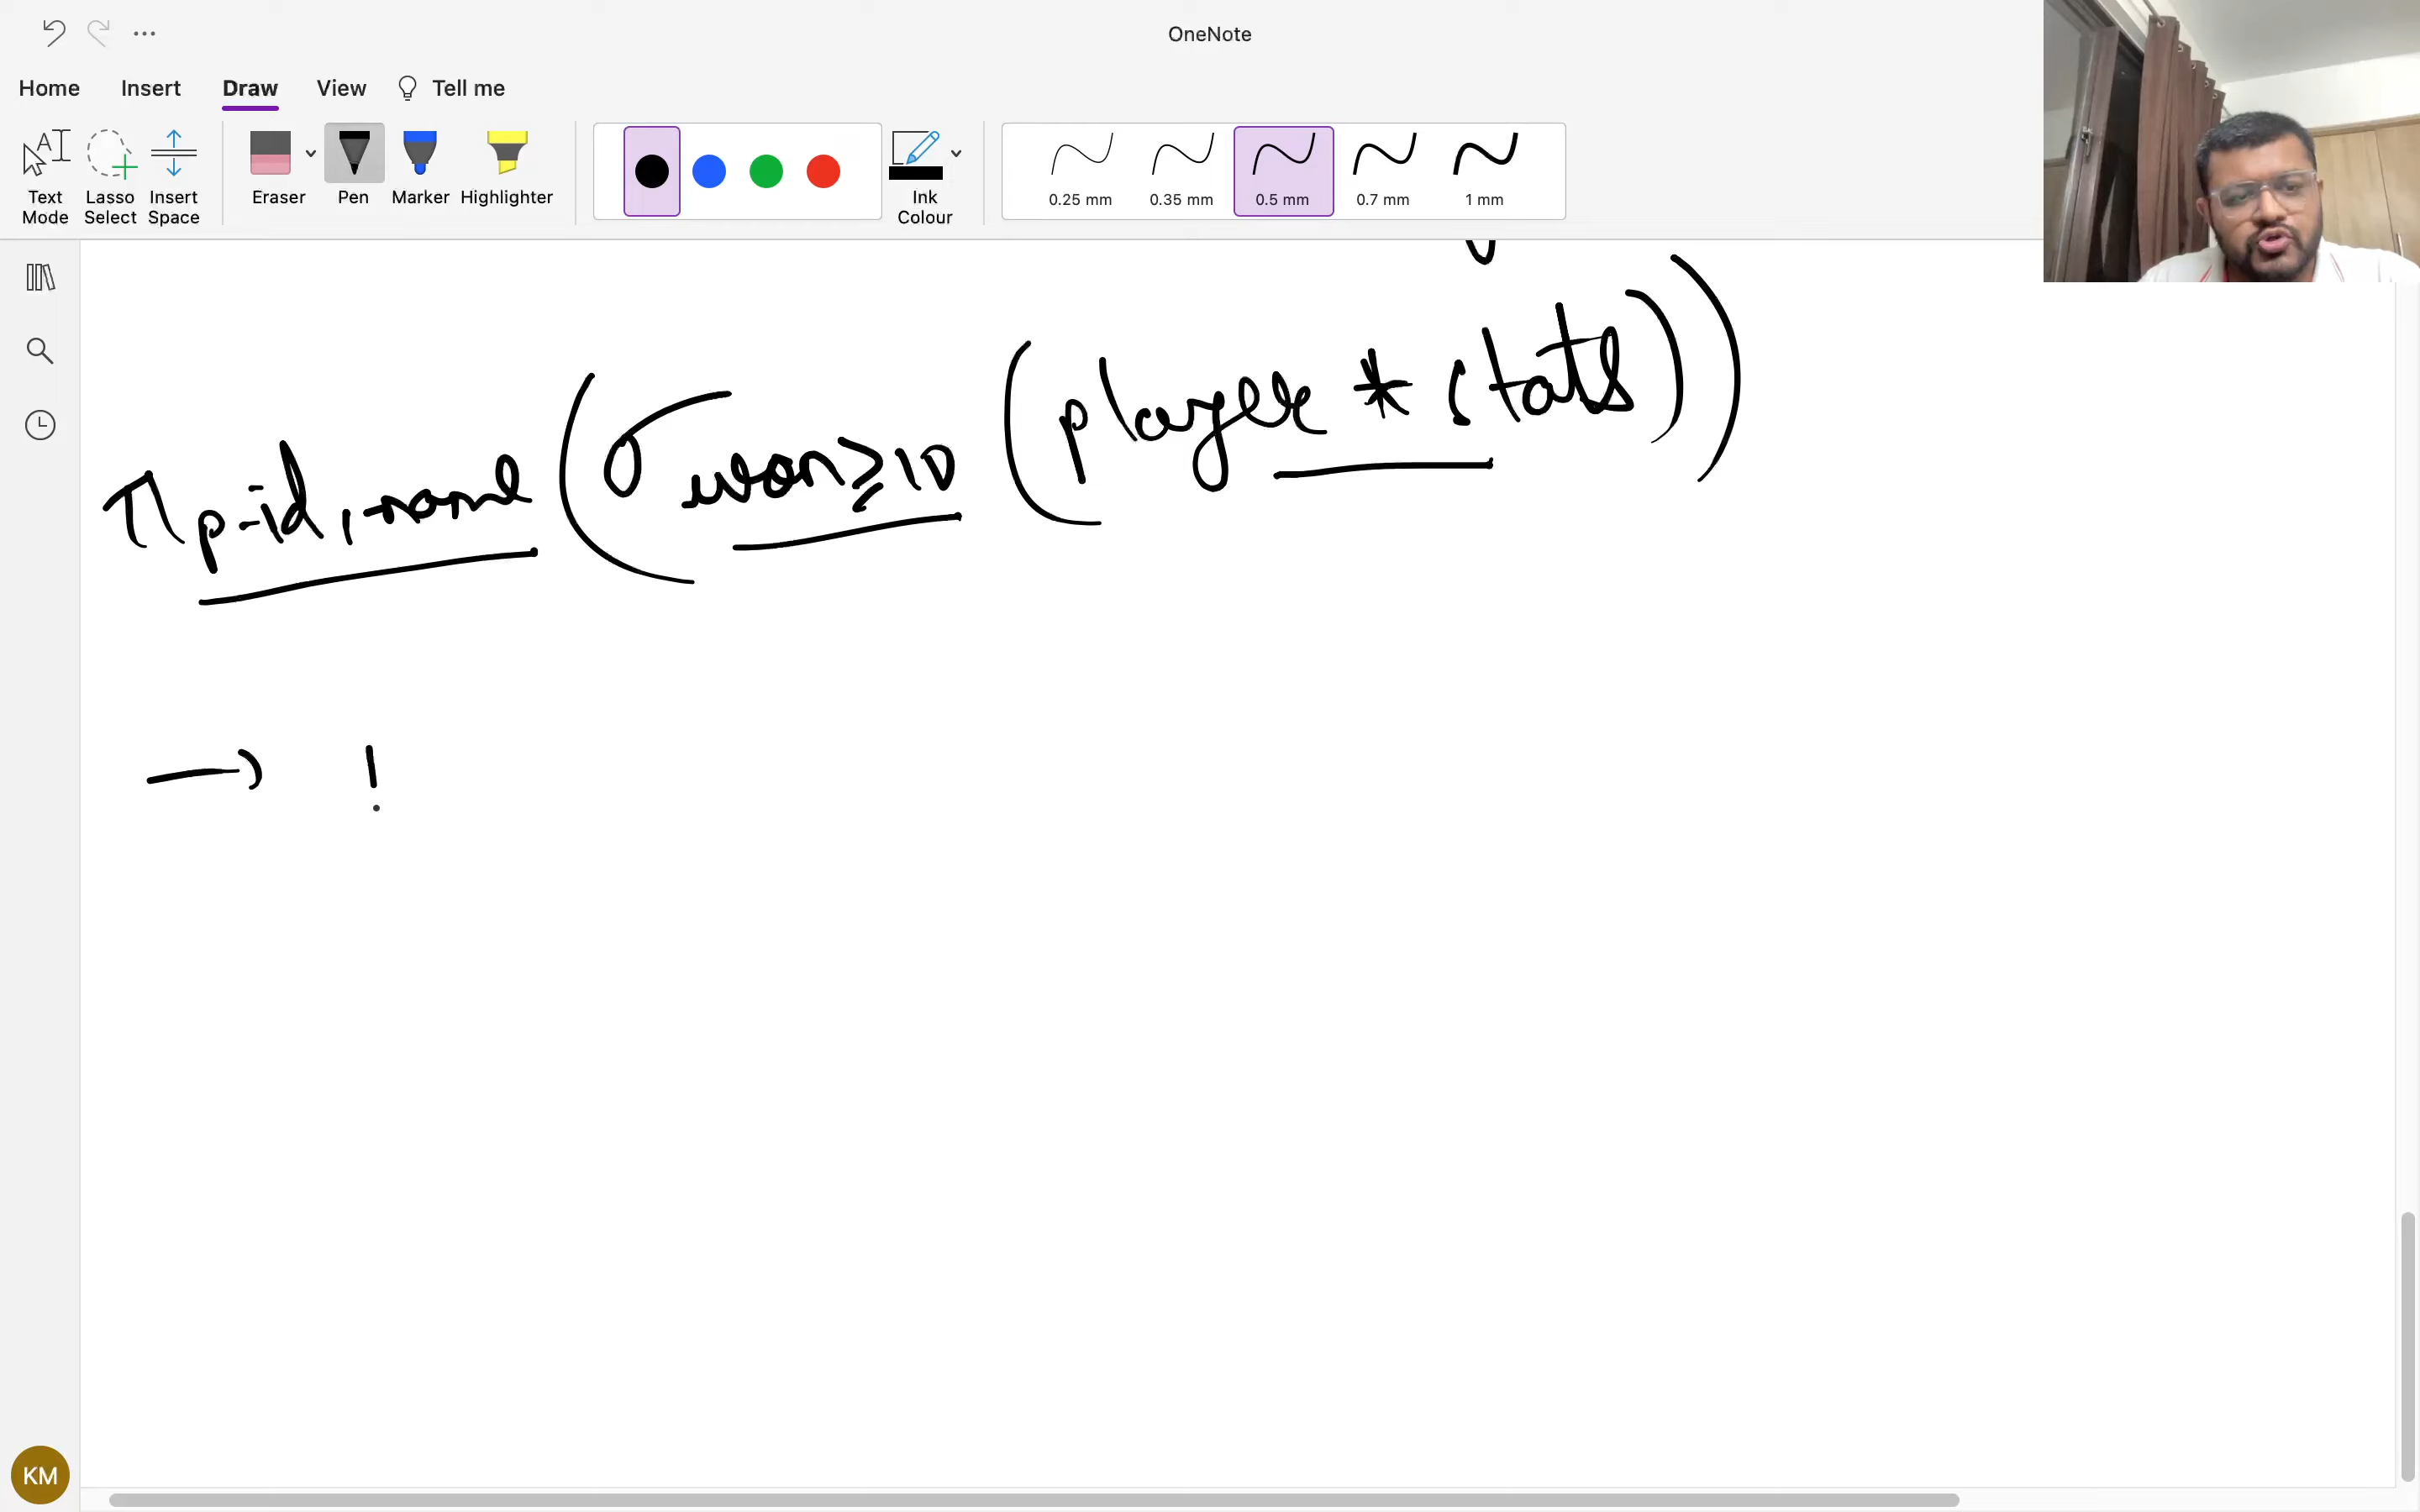 OneNote
Home Insert Draw View Tell me
Text Mode
Lasso Select
Insert Space
Eraser
Pen
Marker
Highlighter
Ink Colour
0.25 mm
0.35 mm
0.5 mm
0.7 mm
1 mm
π p-id, name (σ won ≥ 10 (player * stats))
→
KM